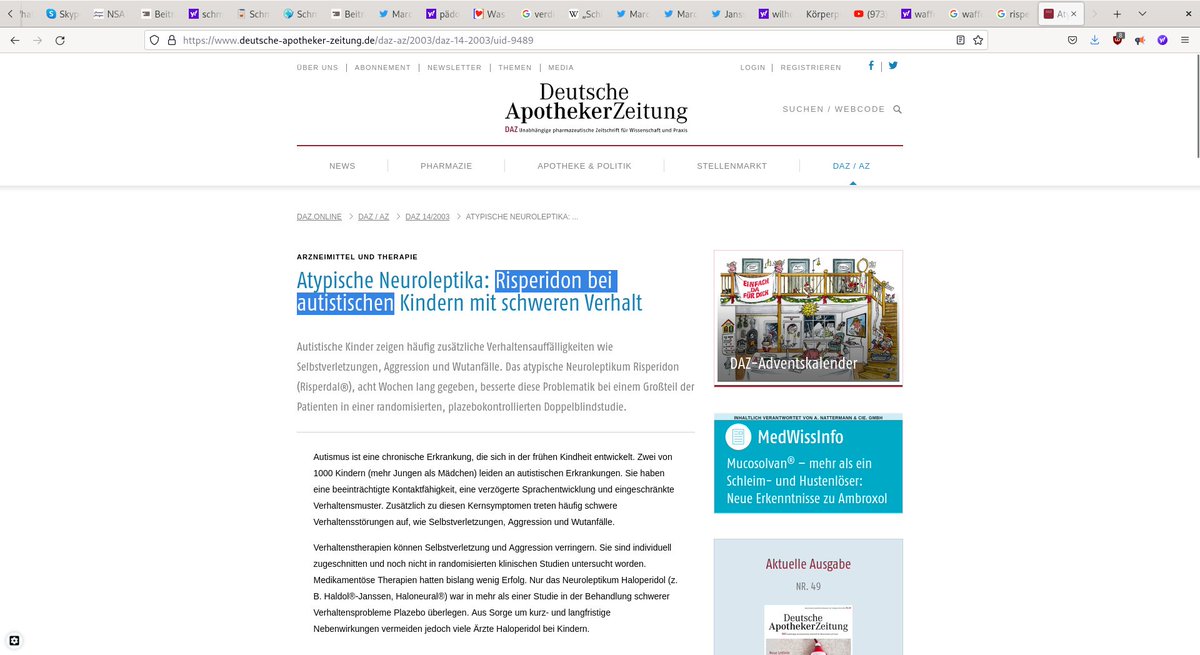 Skyp
NSA
Beitr
schrr
Schn
Schn
Beitr
Marc
pädo
Was
verdi
„Schl
Marc
Marc
Janss
wilhe
Körperp
(973)
waff
waff
rispe
At
https://www.deutsche-apotheker-zeitung.de/daz-az/2003/daz-14-2003/uid-9489
ÜBER UNS | ABONNEMENT | NEWSLETTER | THEMEN | MEDIA
LOGIN | REGISTRIEREN
Deutsche
ApothekerZeitung
DAZ Unabhängige pharmazeutische Zeitschrift für Wissenschaft und Praxis
SUCHEN / WEBCODE
NEWS
PHARMAZIE
APOTHEKE & POLITIK
STELLENMARKT
DAZ / AZ
DAZ.ONLINE > DAZ / AZ > DAZ 14/2003 > ATYPISCHE NEUROLEPTIKA: ...
ARZNEIMITTEL UND THERAPIE
Atypische Neuroleptika: Risperidon bei
autistischen Kindern mit schweren Verhalt
Autistische Kinder zeigen häufig zusätzliche Verhaltensauffälligkeiten wie
Selbstverletzungen, Aggression und Wutanfälle. Das atypische Neuroleptikum Risperidon
(Risperdal®), acht Wochen lang gegeben, besserte diese Problematik bei einem Großteil der
Patienten in einer randomisierten, plazebokontrollierten Doppelblindstudie.
Autismus ist eine chronische Erkrankung, die sich in der frühen Kindheit entwickelt. Zwei von
1000 Kindern (mehr Jungen als Mädchen) leiden an autistischen Erkrankungen. Sie haben
eine beeinträchtigte Kontaktfähigkeit, eine verzögerte Sprachentwicklung und eingeschränkte
Verhaltensmuster. Zusätzlich zu diesen Kernsymptomen treten häufig schwere
Verhaltensstörungen auf, wie Selbstverletzungen, Aggression und Wutanfälle.
Verhaltenstherapien können Selbstverletzung und Aggression verringern. Sie sind individuell
zugeschnitten und noch nicht in randomisierten klinischen Studien untersucht worden.
Medikamentöse Therapien hatten bislang wenig Erfolg. Nur das Neuroleptikum Haloperidol (z.
B. Haldol®-Janssen, Haloneural®) war in mehr als einer Studie in der Behandlung schwerer
Verhaltensprobleme Plazebo überlegen. Aus Sorge um kurz- und langfristige
Nebenwirkungen vermeiden jedoch viele Ärzte Haloperidol bei Kindern.
EINFACH
DA
FÜR DICH
DAZ-Adventskalender
INHALTLICH VERANTWORTET VON A. NATTERMANN & CIE. GMBH
MedWissInfo
Mucosolvan® – mehr als ein
Schleim- und Hustenlöser:
Neue Erkenntnisse zu Ambroxol
Aktuelle Ausgabe
NR. 49
Deutsche
ApothekerZeitung